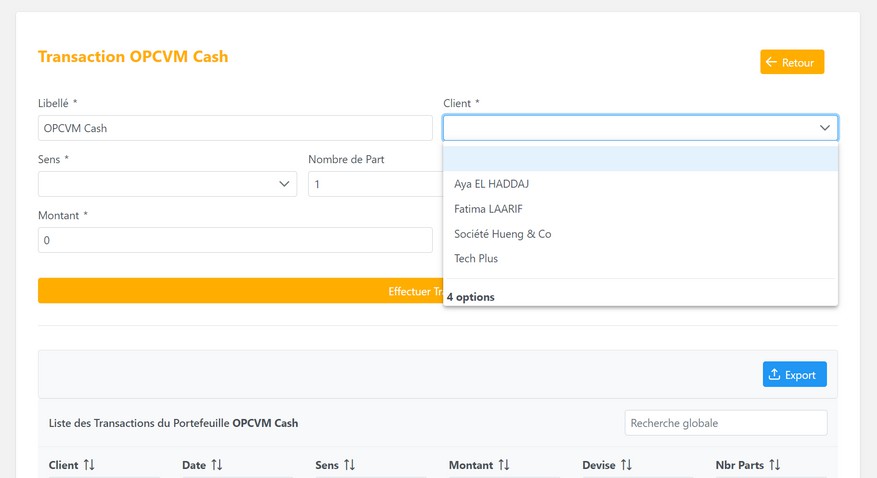 Transaction OPCVM Cash
Retour
Libellé *
Client *
OPCVM Cash
Sens *
Nombre de Part
1
Aya EL HADDAJ
Fatima LAARIF
Société Hueng & Co
Tech Plus
4 options
Montant *
0
Effectuer Tr
Export
Liste des Transactions du Portefeuille OPCVM Cash
Recherche globale
Client Date Sens Montant Devise Nbr Parts